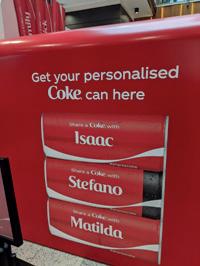 Get your personalised
Coke. can here
Share a Coke with
Isaac
Share a Coke with
Stefano
Share a Coke with
Matilda